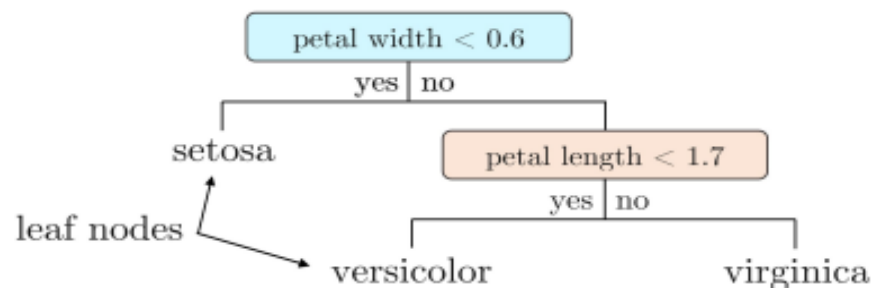 petal width < 0.6
yes no
setosa
petal length < 1.7
yes no
leaf nodes
versicolor virginica